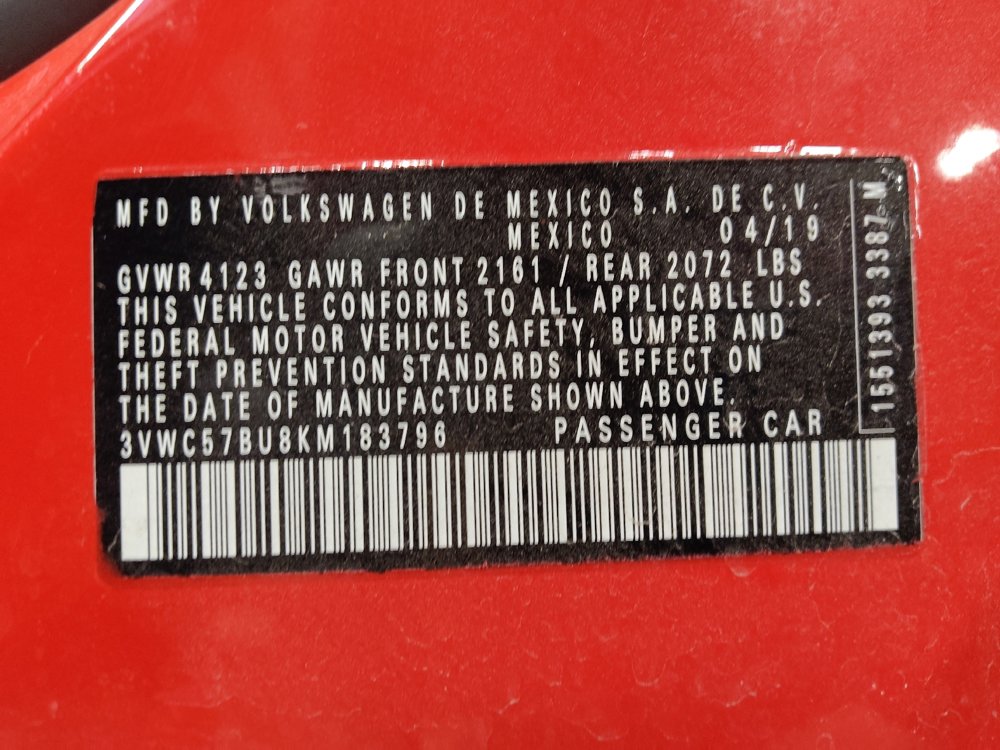 MFD BY VOLKSWAGEN DE MEXICO S.A. DE C.V.
MEXICO 04/19
GVWR 4123 GAWR FRONT 2161 / REAR 2072 LBS
THIS VEHICLE CONFORMS TO ALL APPLICABLE U.S.
FEDERAL MOTOR VEHICLE SAFETY, BUMPER AND
THEFT PREVENTION STANDARDS IN EFFECT ON
THE DATE OF MANUFACTURE SHOWN ABOVE.
3VWC57BU8KM183796 PASSENGER CAR
1551393 3387 M